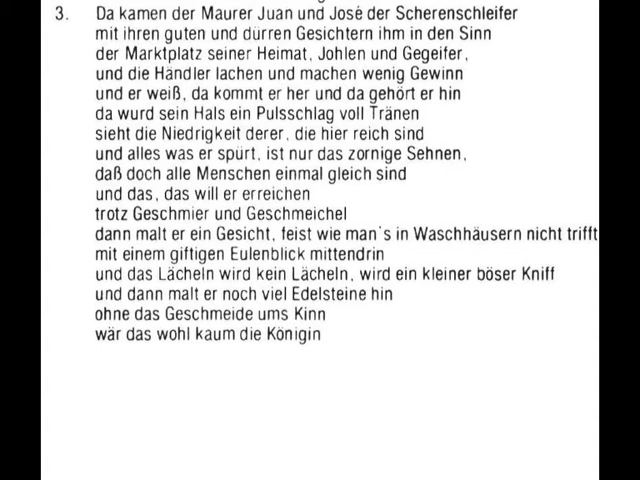 3. Da kamen der Maurer Juan und José der Scherenschleifer
mit ihren guten und dürren Gesichtern ihm in den Sinn
der Marktplatz seiner Heimat, Johlen und Gegeifer,
und die Händler lachen und machen wenig Gewinn
und er weiß, da kommt er her und da gehört er hin
da wurd sein Hals ein Pulsschlag voll Tränen
sieht die Niedrigkeit derer, die hier reich sind
und alles was er spürt, ist nur das zornige Sehnen,
daß doch alle Menschen einmal gleich sind
und das, das will er erreichen
trotz Geschmier und Geschmeichel
dann malt er ein Gesicht, feist wie man's in Waschhäusern nicht trifft
mit einem giftigen Eulenblick mittendrin
und das Lächeln wird kein Lächeln, wird ein kleiner böser Kniff
und dann malt er noch viel Edelsteine hin
ohne das Geschmeide ums Kinn
wär das wohl kaum die Königin